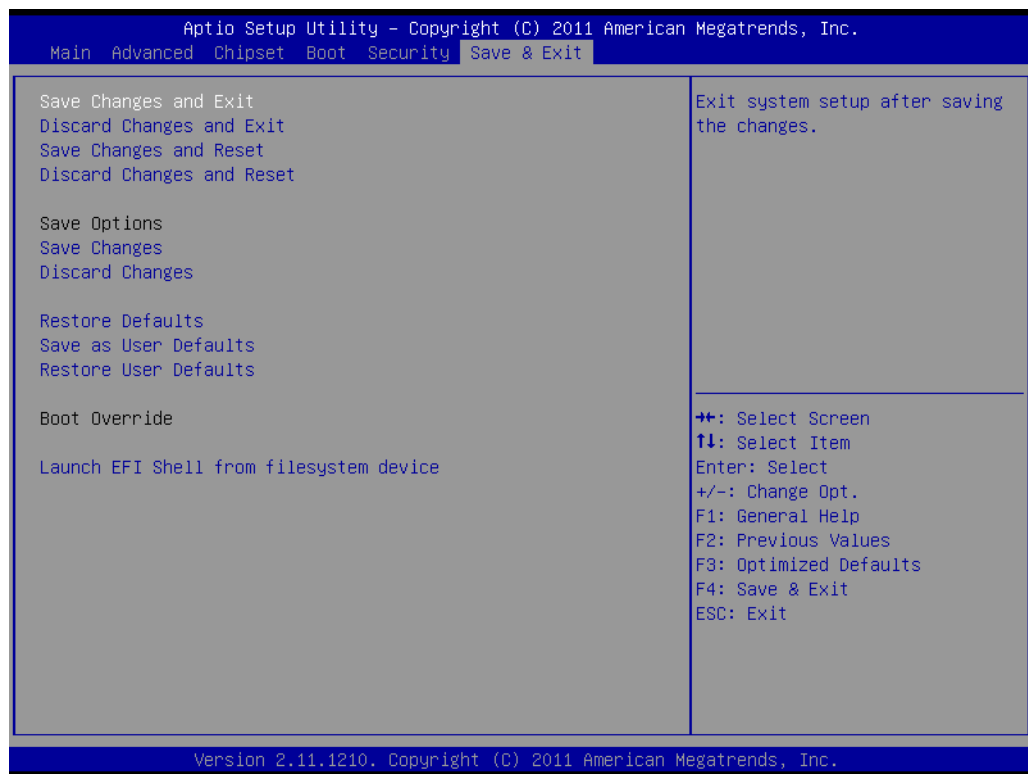 Aptio Setup Utility – Copyright (C) 2011 American Megatrends, Inc.
Main Advanced Chipset Boot Security Save & Exit
Save Changes and Exit
Discard Changes and Exit
Save Changes and Reset
Discard Changes and Reset
Save Options
Save Changes
Discard Changes
Restore Defaults
Save as User Defaults
Restore User Defaults
Boot Override
Launch EFI Shell from filesystem device
Exit system setup after saving
the changes.
→←: Select Screen
↑↓: Select Item
Enter: Select
+/-: Change Opt.
F1: General Help
F2: Previous Values
F3: Optimized Defaults
F4: Save & Exit
ESC: Exit
Version 2.11.1210. Copyright (C) 2011 American Megatrends, Inc.